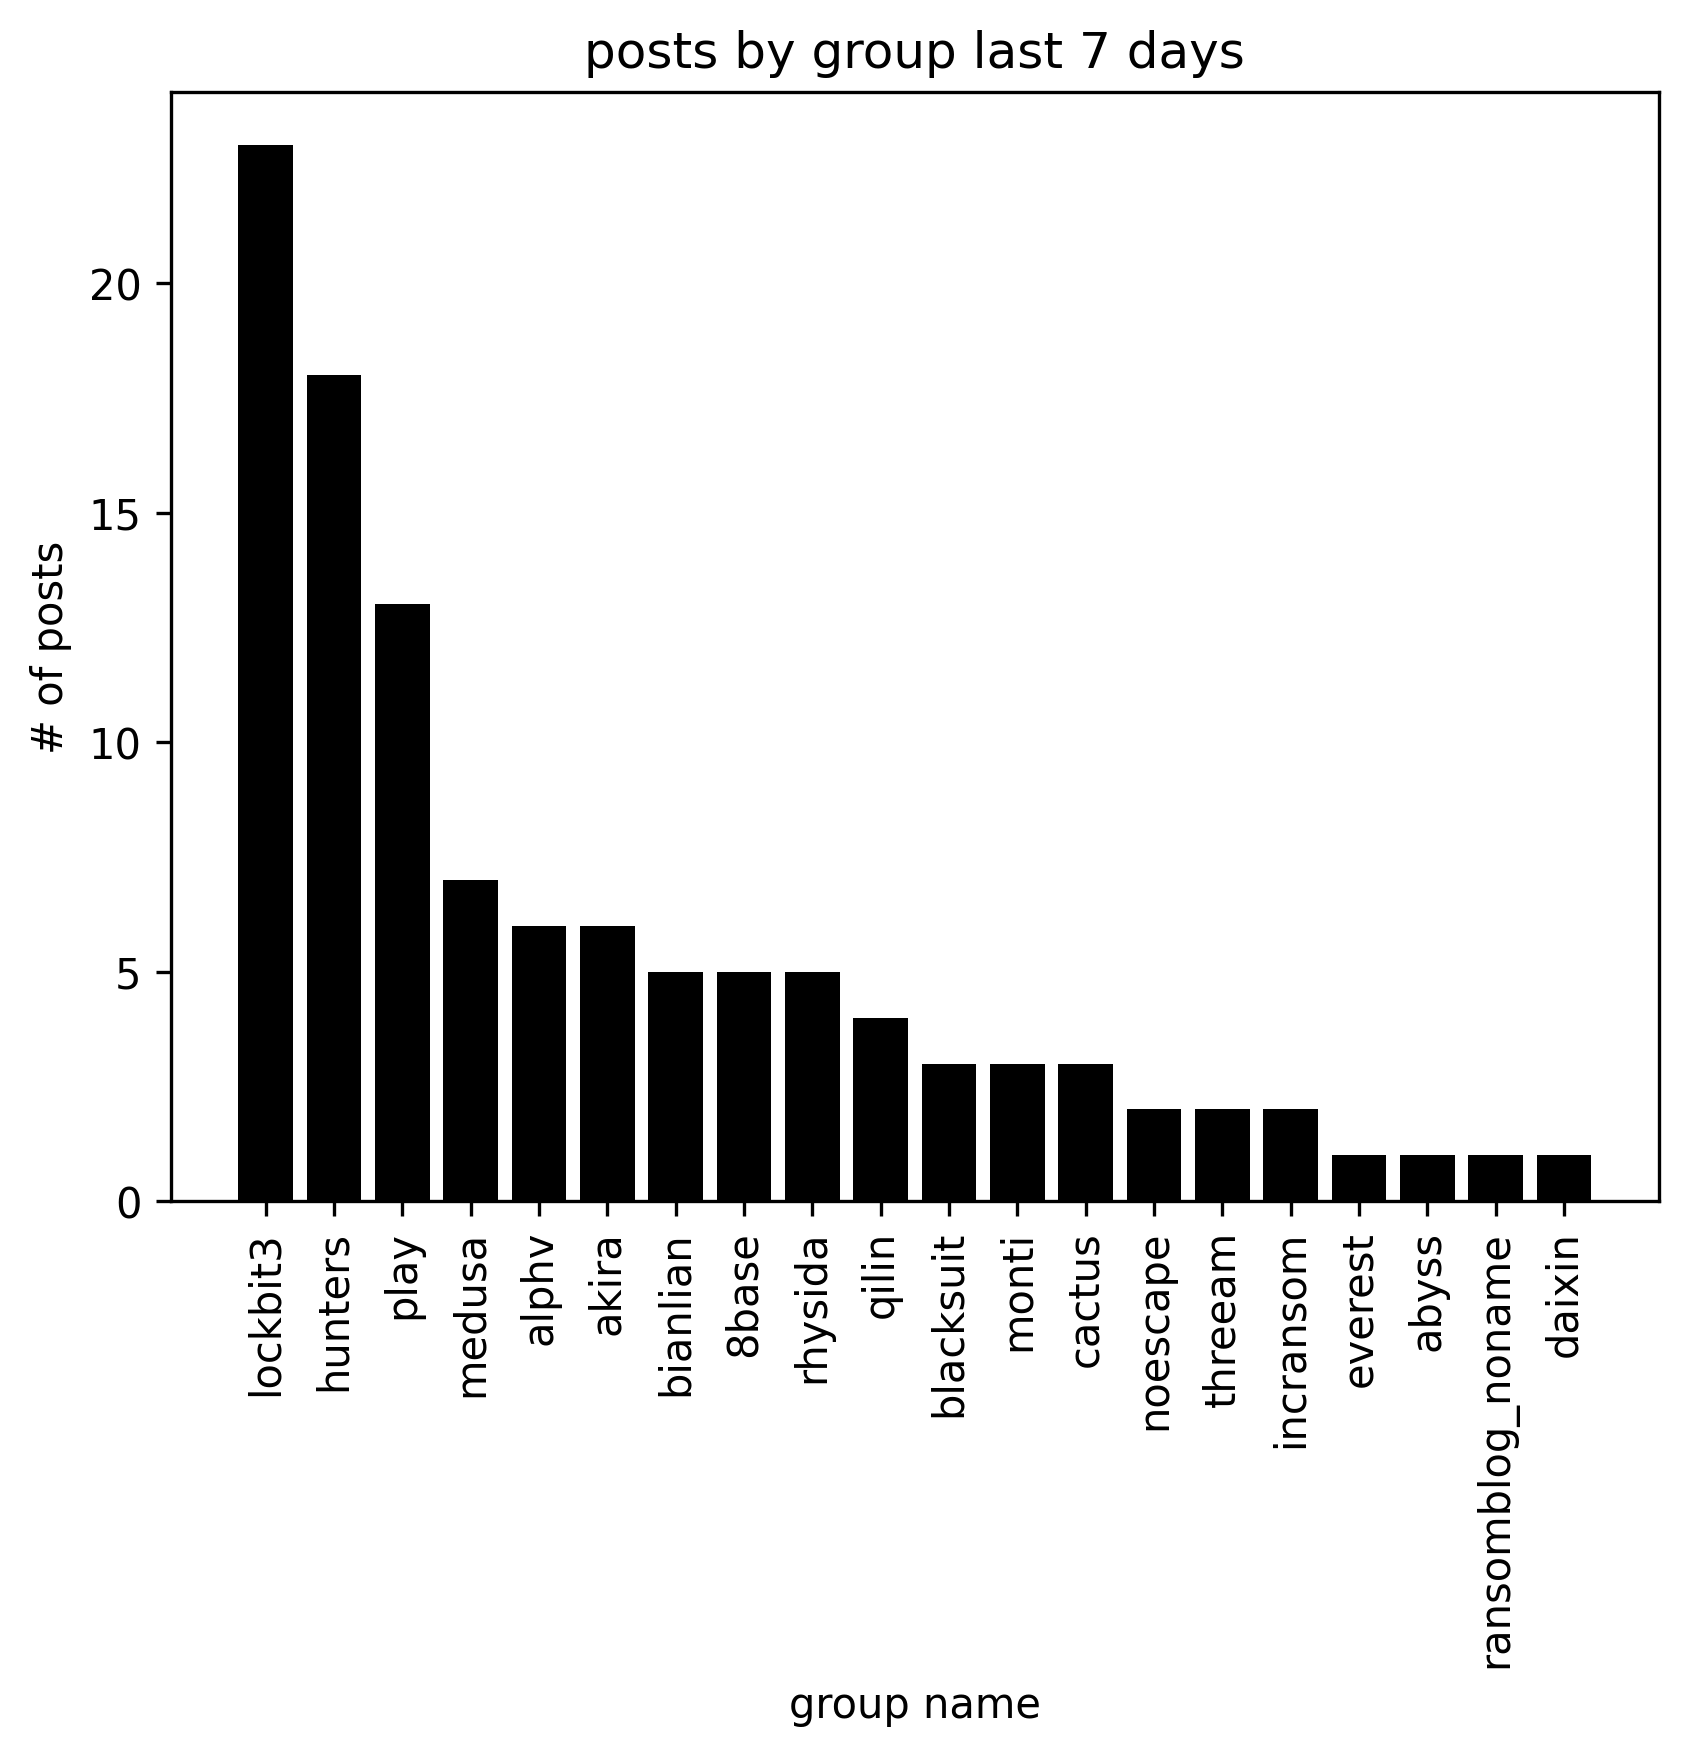 posts by group last 7 days
# of posts
20
15
10
5
0
lockbit3
hunters
play
medusa
alphv
akira
bianlian
8base
rhysida
qilin
blacksuit
monti
cactus
noescape
threeam
incransom
everest
abyss
ransomblog_noname
daixin
group name